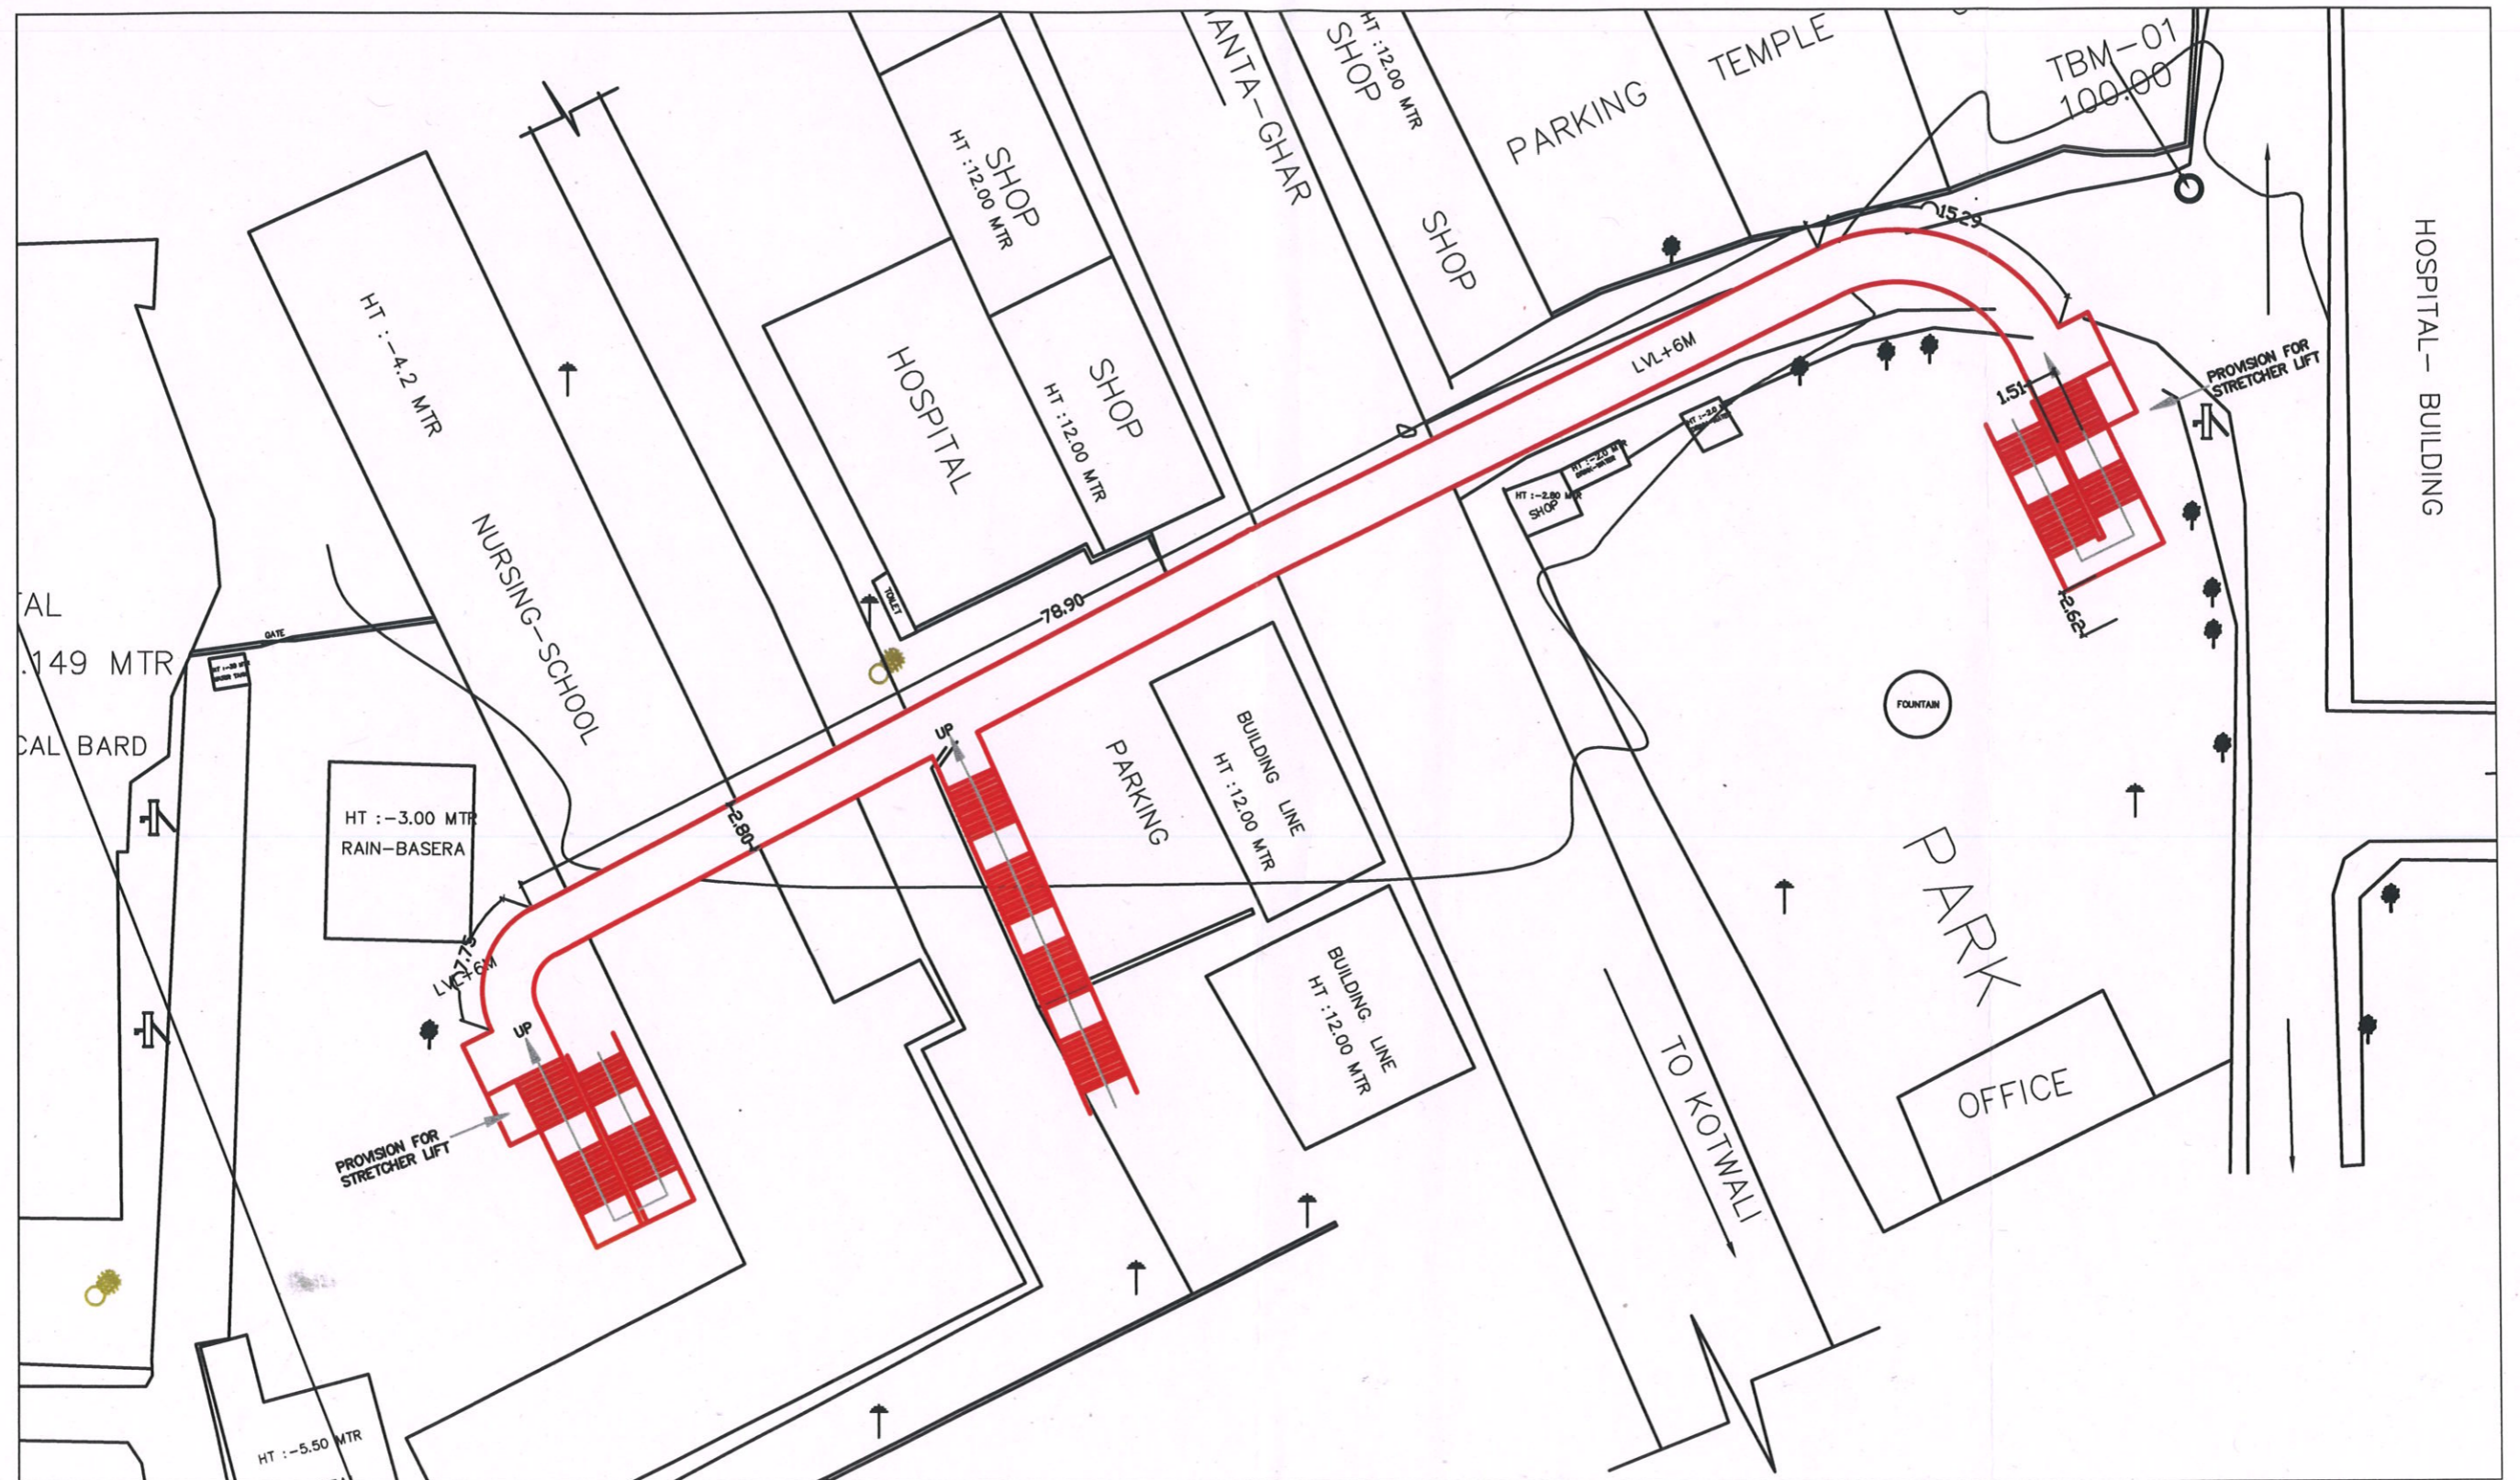 ANTA-GHAR
HT :12.00 MTR
SHOP
SHOP
PARKING
TEMPLE
TBM-01
100.00
SHOP
HT :12.00 MTR
15.29
HOSPITAL- BUILDING
HT :-4.2 MTR
NURSING-SCHOOL
HOSPITAL
SHOP
HT :12.00 MTR
LVL+6M
PROVISION FOR
STRETCHER LIFT
1.51
HT :-2.80 MTR
SHOP
TOILET
78.90
2.62
AL
GATE
.149 MTR
CAL BARD
FOUNTAIN
UP
PARKING
BUILDING LINE
HT :12.00 MTR
HT :-3.00 MTR
RAIN-BASERA
2.80
PARK
7.75
LVL+6M
UP
BUILDING LINE
HT :12.00 MTR
TO KOTWALI
OFFICE
PROVISION FOR
STRETCHER LIFT
HT :-5.50 MTR